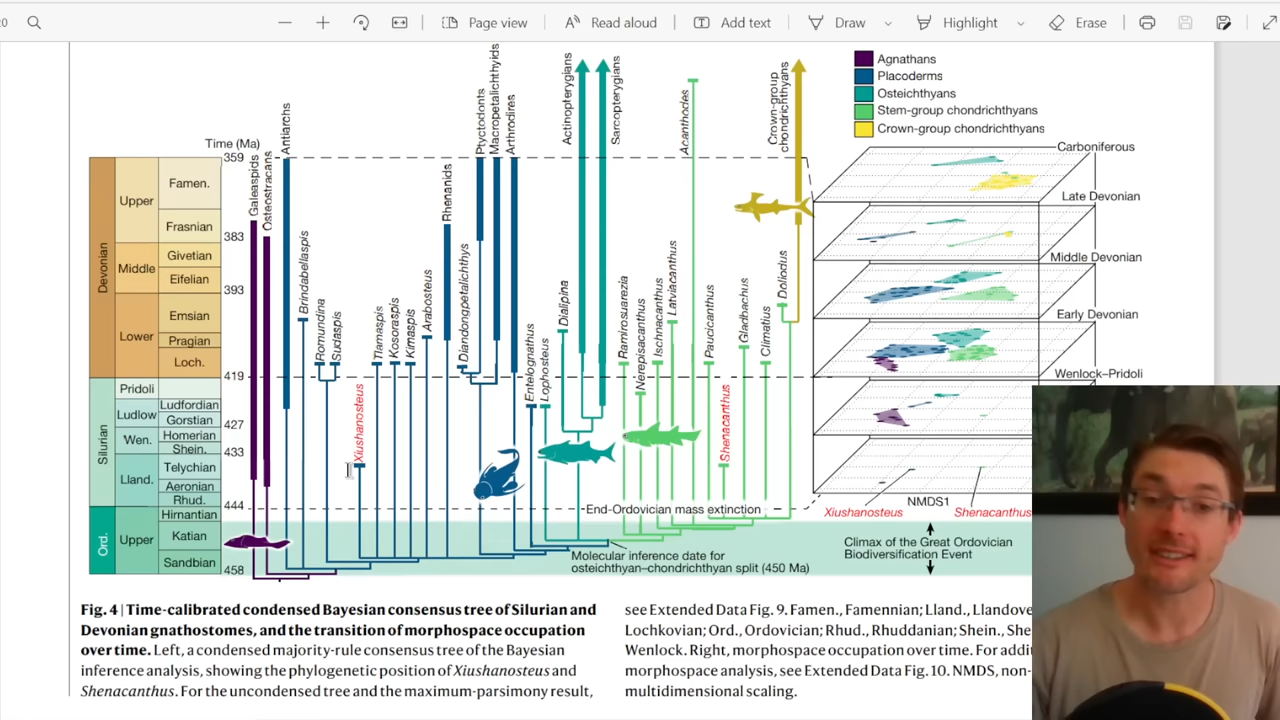 20
Page view
Read aloud
Add text
Draw
Highlight
Erase
Agnathans
Placoderms
Osteichthyans
Stem-group chondrichthyans
Crown-group chondrichthyans
Time (Ma)
359
383
393
419
427
433
444
458
Devonian
Silurian
Ord.
Upper
Middle
Lower
Pridoli
Ludlow
Wen.
Lland.
Upper
Famen.
Frasnian
Givetian
Eifelian
Emsian
Pragian
Loch.
Ludfordian
Gorstian
Homerian
Shein.
Telychian
Aeronian
Rhud.
Hirnantian
Katian
Sandbian
Galeaspids
Osteostracans
Antiarchs
Brindabellaspis
Romundina
Sudaspis
Xiushanosteus
Tlamaspis
Kosoraspis
Kimaspis
Arabosteus
Rhenanids
Diandongpetalichthys
Ptyctodonts
Macropetalichthyids
Arthrodires
Entelognathus
Lophosteus
Dialipina
Actinopterygians
Sarcopterygians
Ramirosuarezia
Nerepisacanthus
Ischnacanthus
Latviacanthus
Acanthodes
Paucicanthus
Shenacanthus
Gladbachus
Climatius
Doliodus
Crown-group
chondrichthyans
End-Ordovician mass extinction
Molecular inference date for
osteichthyan–chondrichthyan split (450 Ma)
Carboniferous
Late Devonian
Middle Devonian
Early Devonian
Wenlock–Pridoli
NMDS1
Xiushanosteus
Shenacanthus
Climax of the Great Ordovician
Biodiversification Event
Fig. 4 | Time-calibrated condensed Bayesian consensus tree of Silurian and
Devonian gnathostomes, and the transition of morphospace occupation
over time. Left, a condensed majority-rule consensus tree of the Bayesian
inference analysis, showing the phylogenetic position of Xiushanosteus and
Shenacanthus. For the uncondensed tree and the maximum-parsimony result,
see Extended Data Fig. 9. Famen., Famennian; Lland., Llandove
Lochkovian; Ord., Ordovician; Rhud., Rhuddanian; Shein., She
Wenlock. Right, morphospace occupation over time. For addi
morphospace analysis, see Extended Data Fig. 10. NMDS, non-
multidimensional scaling.